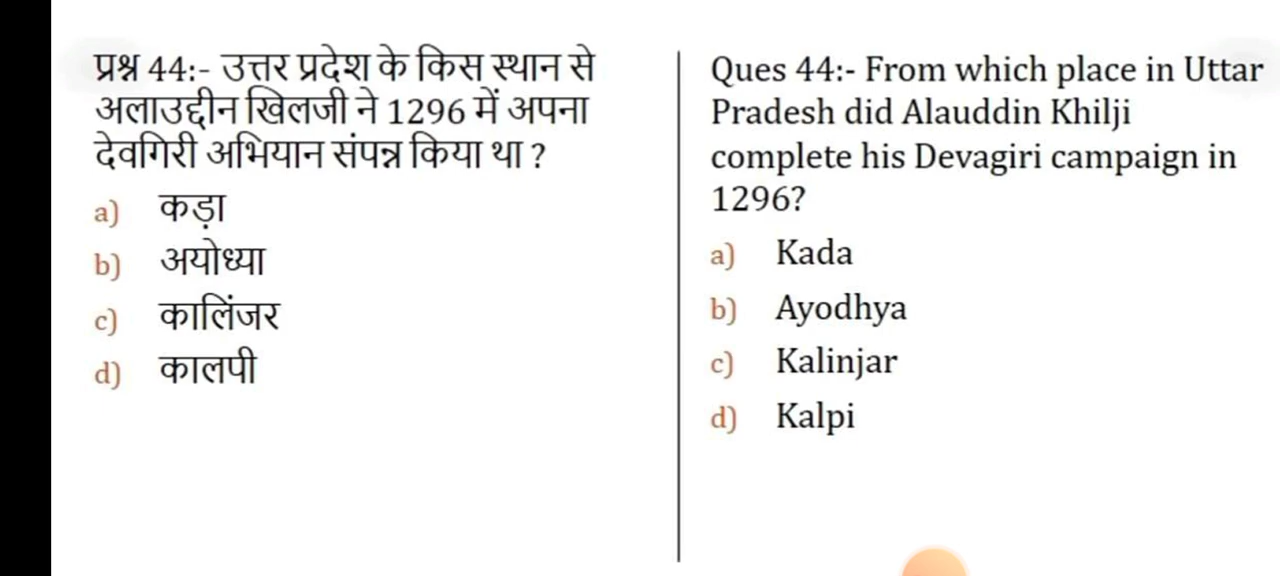 प्रश्न 44:- उत्तर प्रदेश के किस स्थान से
अलाउद्दीन खिलजी ने 1296 में अपना
देवगिरी अभियान संपन्न किया था ?
a) कड़ा
b) अयोध्या
c) कालिंजर
d) कालपी
Ques 44:- From which place in Uttar
Pradesh did Alauddin Khilji
complete his Devagiri campaign in
1296?
a) Kada
b) Ayodhya
c) Kalinjar
d) Kalpi